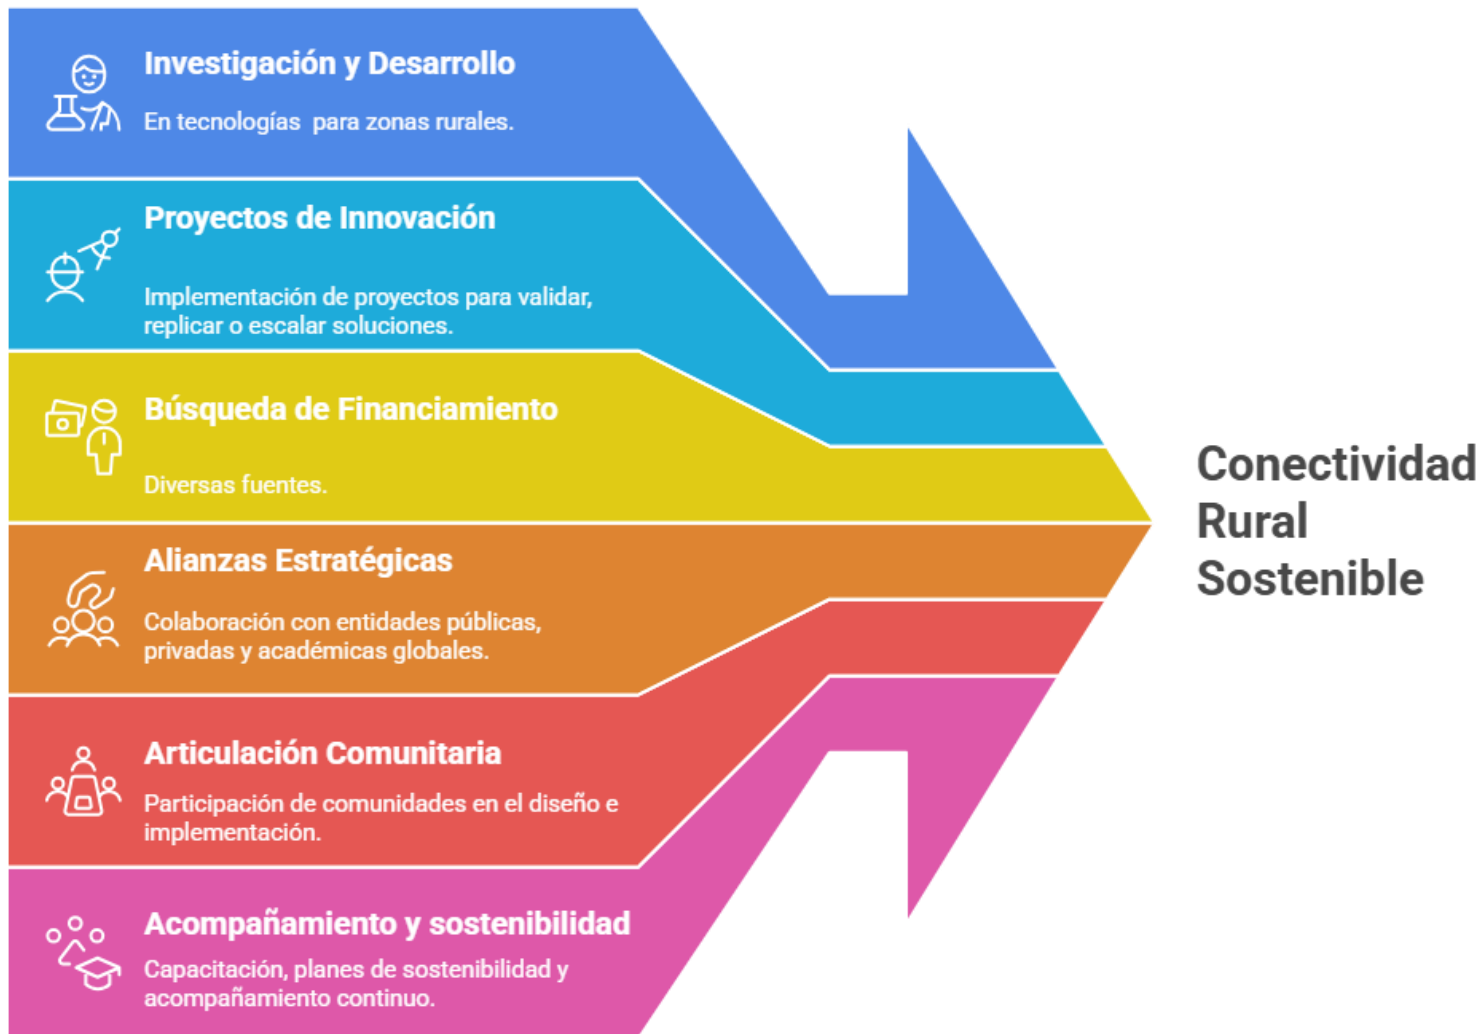 Investigación y Desarrollo
En tecnologías para zonas rurales.
Proyectos de Innovación
Implementación de proyectos para validar,
replicar o escalar soluciones.
Búsqueda de Financiamiento
Diversas fuentes.
Alianzas Estratégicas
Colaboración con entidades públicas,
privadas y académicas globales.
Articulación Comunitaria
Participación de comunidades en el diseño e
implementación.
Acompañamiento y sostenibilidad
Capacitación, planes de sostenibilidad y
acompañamiento continuo.
Conectividad
Rural
Sostenible